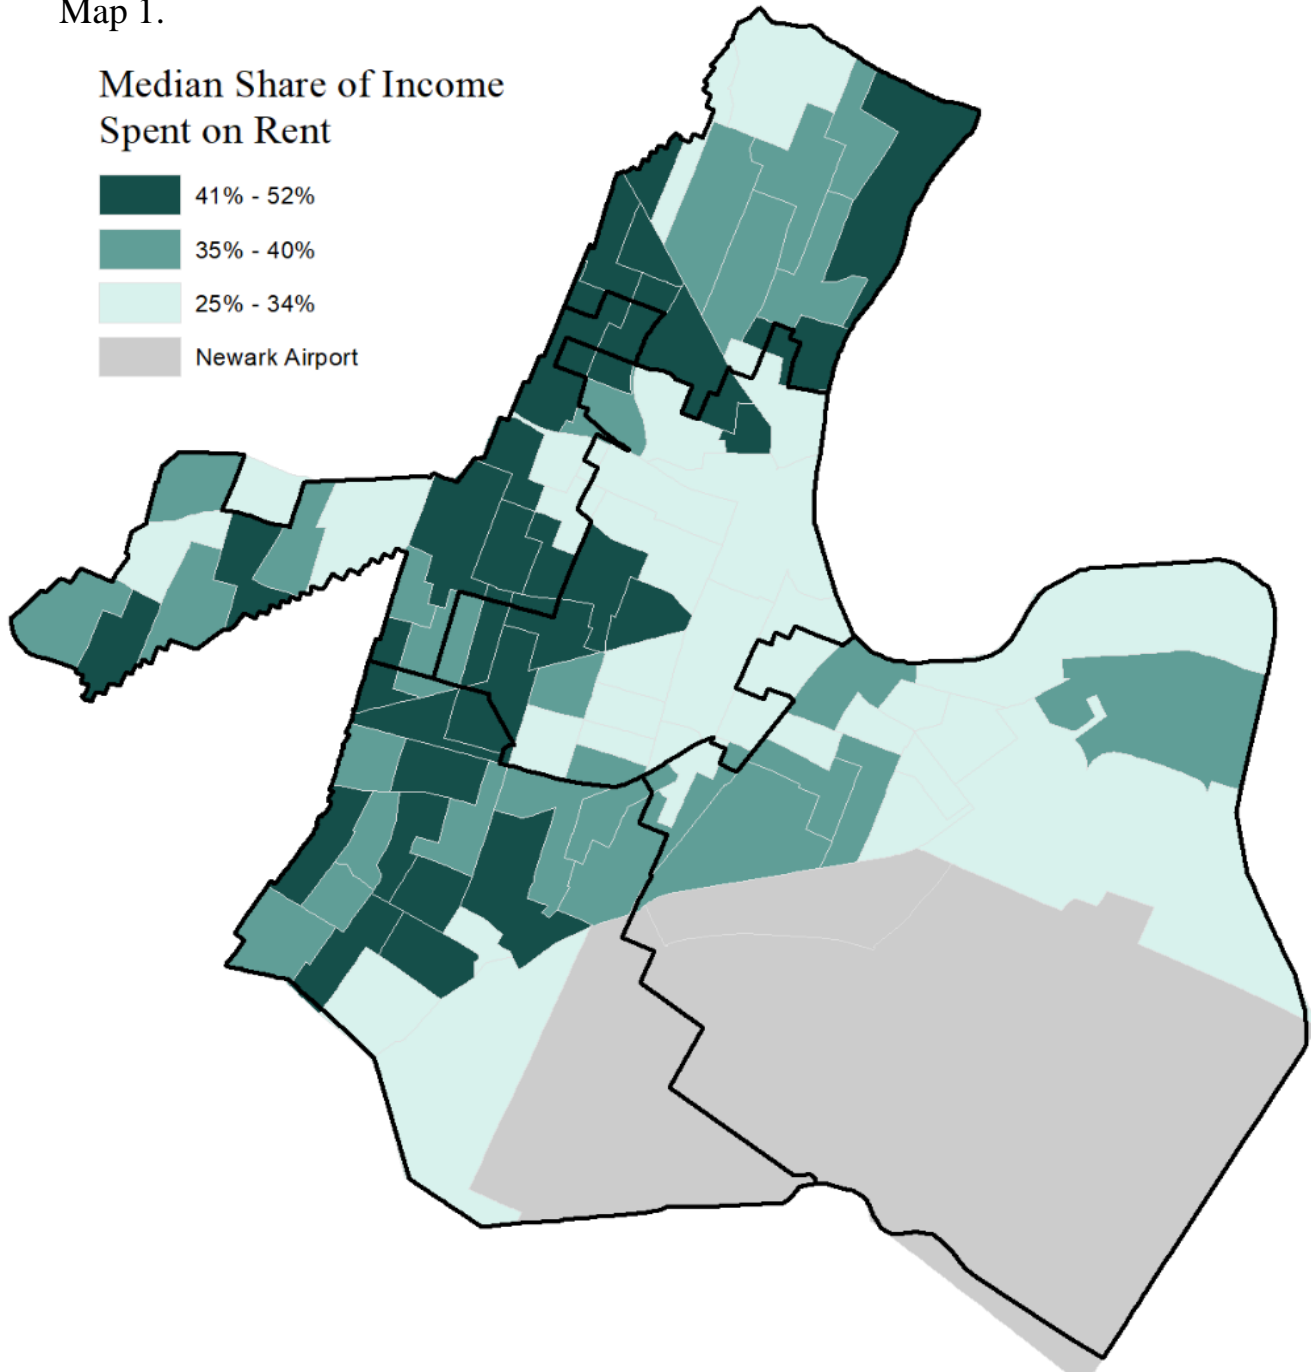 Map 1.
Median Share of Income
Spent on Rent
41% - 52%
35% - 40%
25% - 34%
Newark Airport